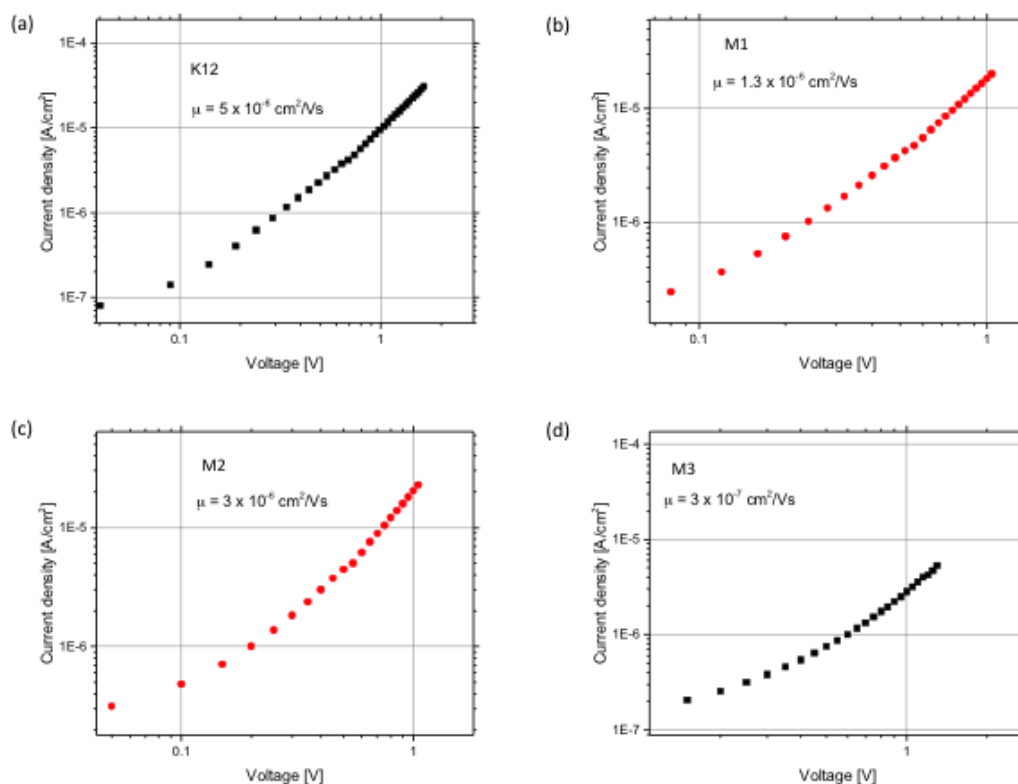 (a)
K12
μ = 5 x 10⁻⁶ cm²/Vs
1E-4
1E-5
1E-6
1E-7
Current density [A/cm²]
0.1
1
Voltage [V]
(b)
M1
μ = 1.3 x 10⁻⁶ cm²/Vs
1E-5
1E-6
Current density [A/cm²]
0.1
1
Voltage [V]
(c)
M2
μ = 3 x 10⁻⁶ cm²/Vs
1E-5
1E-6
Current density [A/cm²]
0.1
1
Voltage [V]
(d)
M3
μ = 3 x 10⁻⁷ cm²/Vs
1E-4
1E-5
1E-6
1E-7
Current density [A/cm²]
1
Voltage [V]